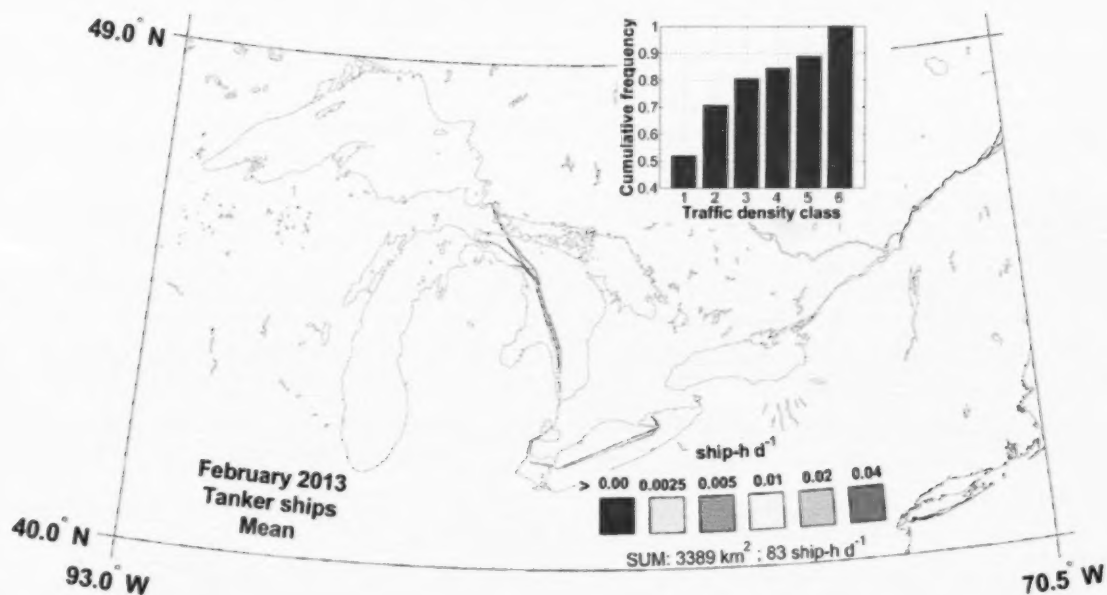 49.0° N
Cumulative frequency
1
0.9
0.8
0.7
0.6
0.5
0.4
1 2 3 4 5 6
Traffic density class
February 2013
Tanker ships
Mean
ship-h d⁻¹
> 0.00 0.0025 0.005 0.01 0.02 0.04
SUM: 3389 km² ; 83 ship-h d⁻¹
40.0° N
93.0° W
70.5° W